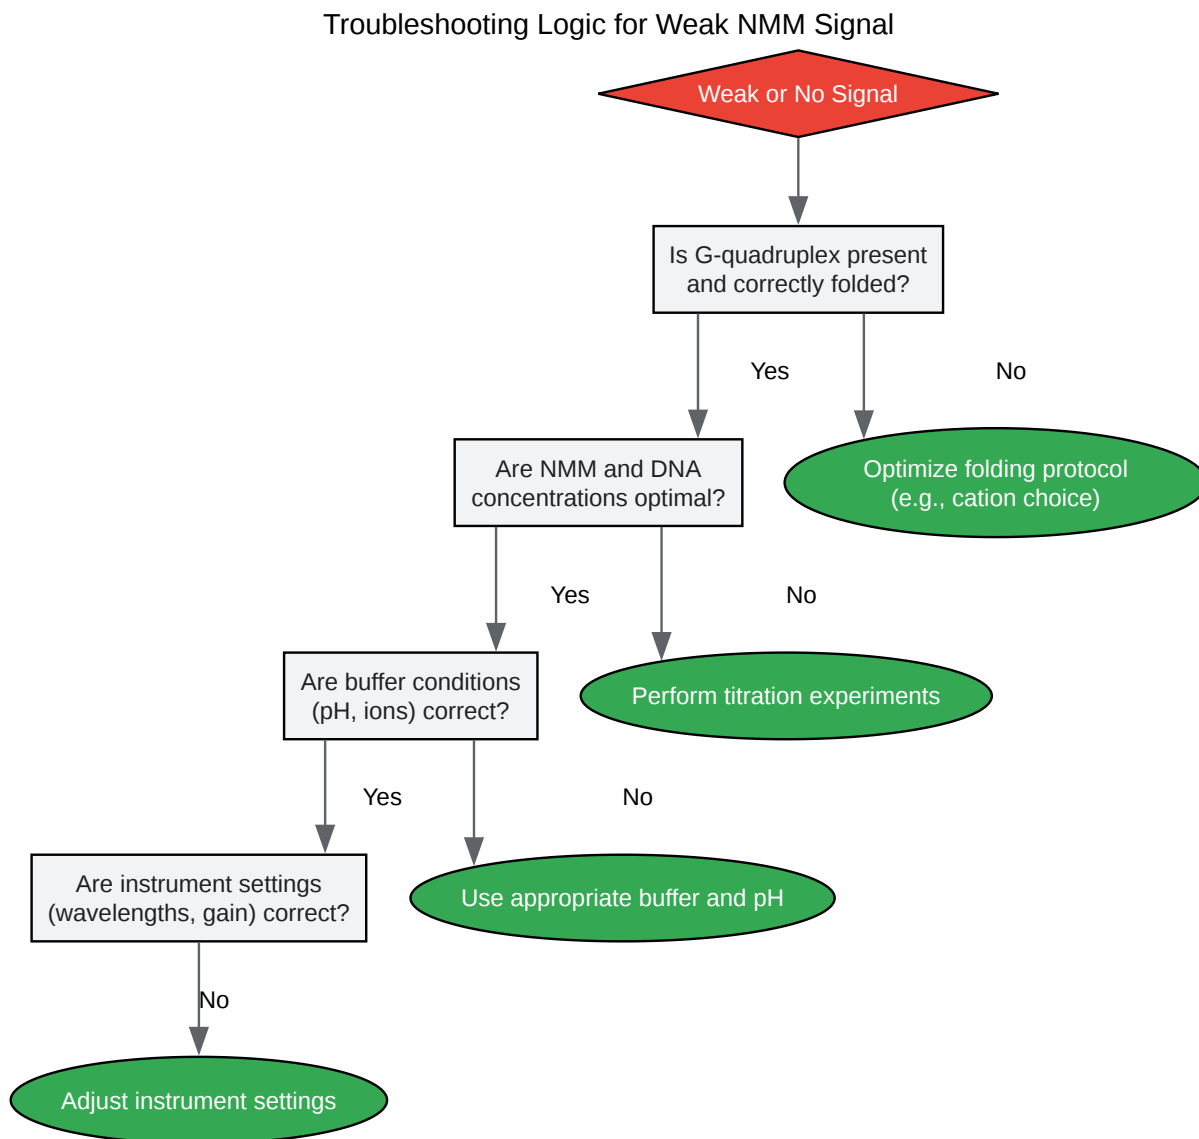 Troubleshooting Logic for Weak NMM Signal
Weak or No Signal
Is G-quadruplex present
and correctly folded?
Yes
No
Are NMM and DNA
concentrations optimal?
Optimize folding protocol
(e.g., cation choice)
Yes
No
Are buffer conditions
(pH, ions) correct?
Perform titration experiments
Yes
No
Are instrument settings
(wavelengths, gain) correct?
Use appropriate buffer and pH
No
Adjust instrument settings